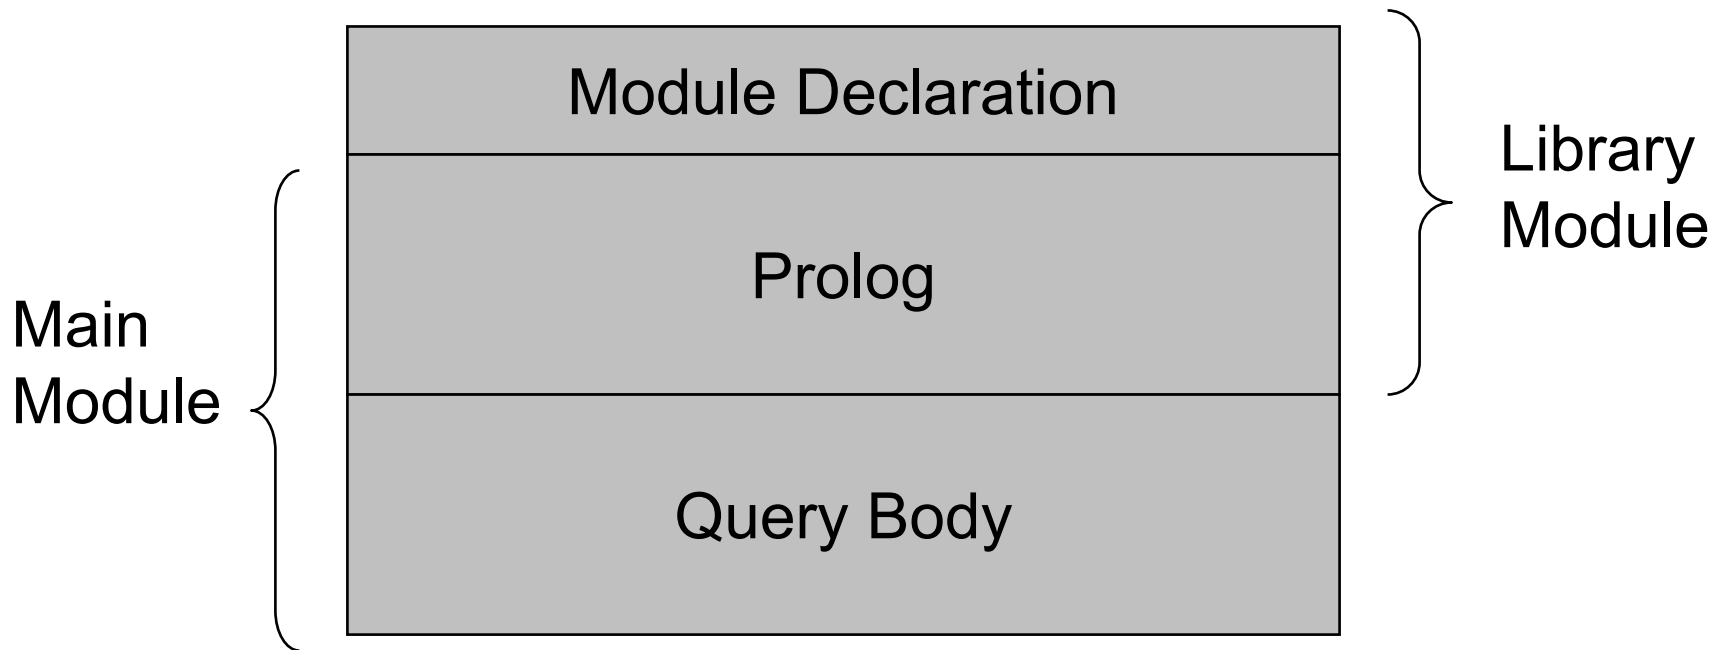 Module Declaration
Library
Module
Prolog
Main
Module
Query Body